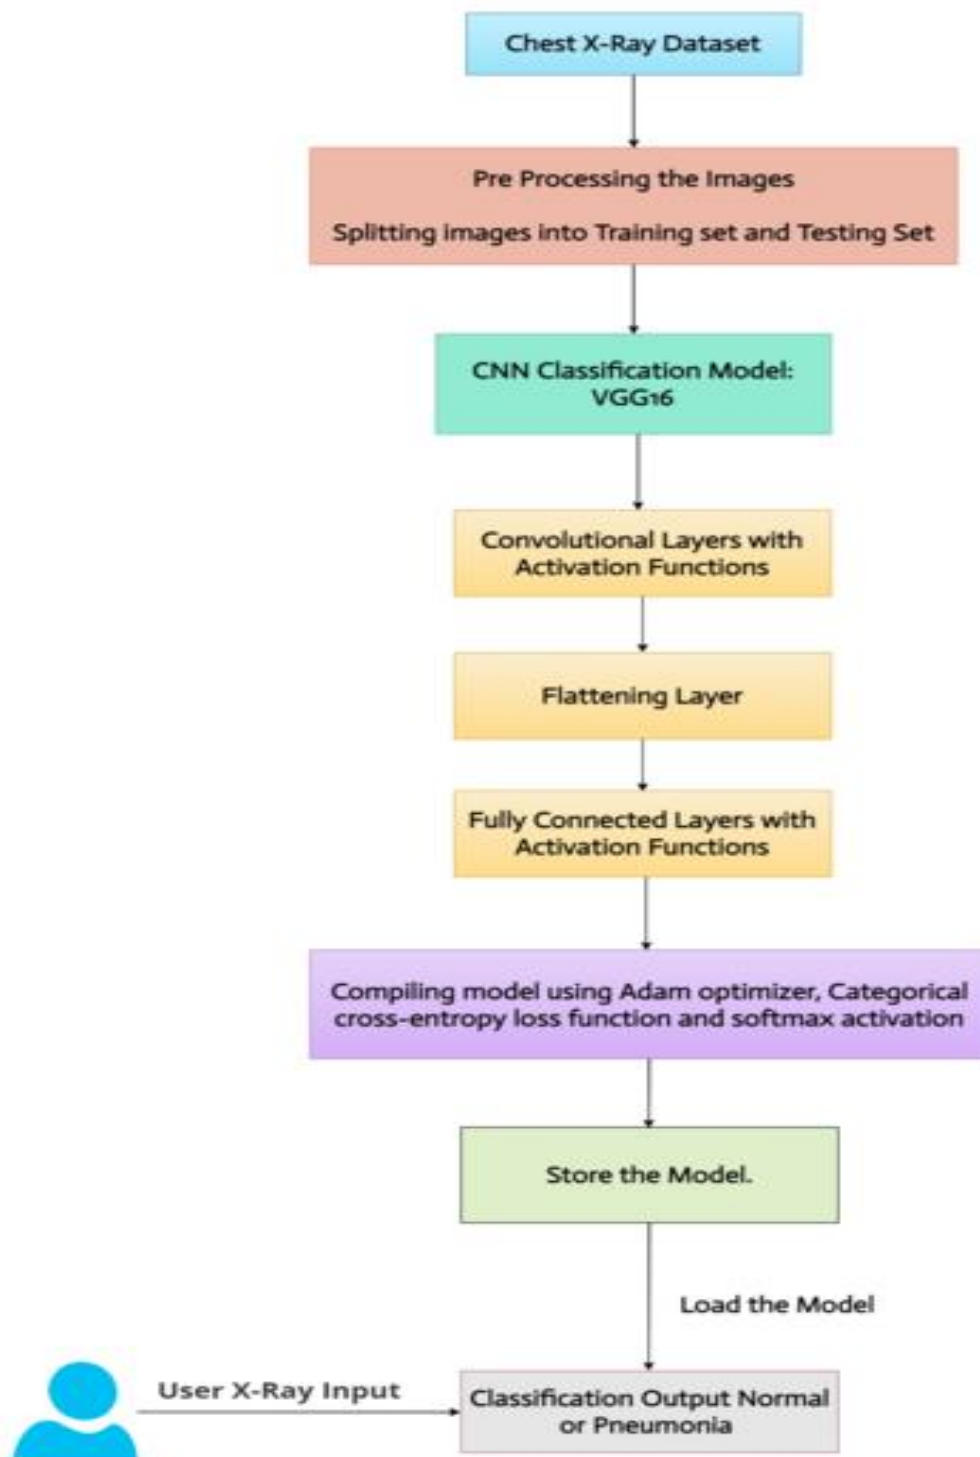 Chest X-Ray Dataset
Pre Processing the Images
Splitting images into Training set and Testing Set
CNN Classification Model:
VGG16
Convolutional Layers with
Activation Functions
Flattening Layer
Fully Connected Layers with
Activation Functions
Compiling model using Adam optimizer, Categorical
cross-entropy loss function and softmax activation
Store the Model.
Load the Model
User X-Ray Input
Classification Output Normal
or Pneumonia